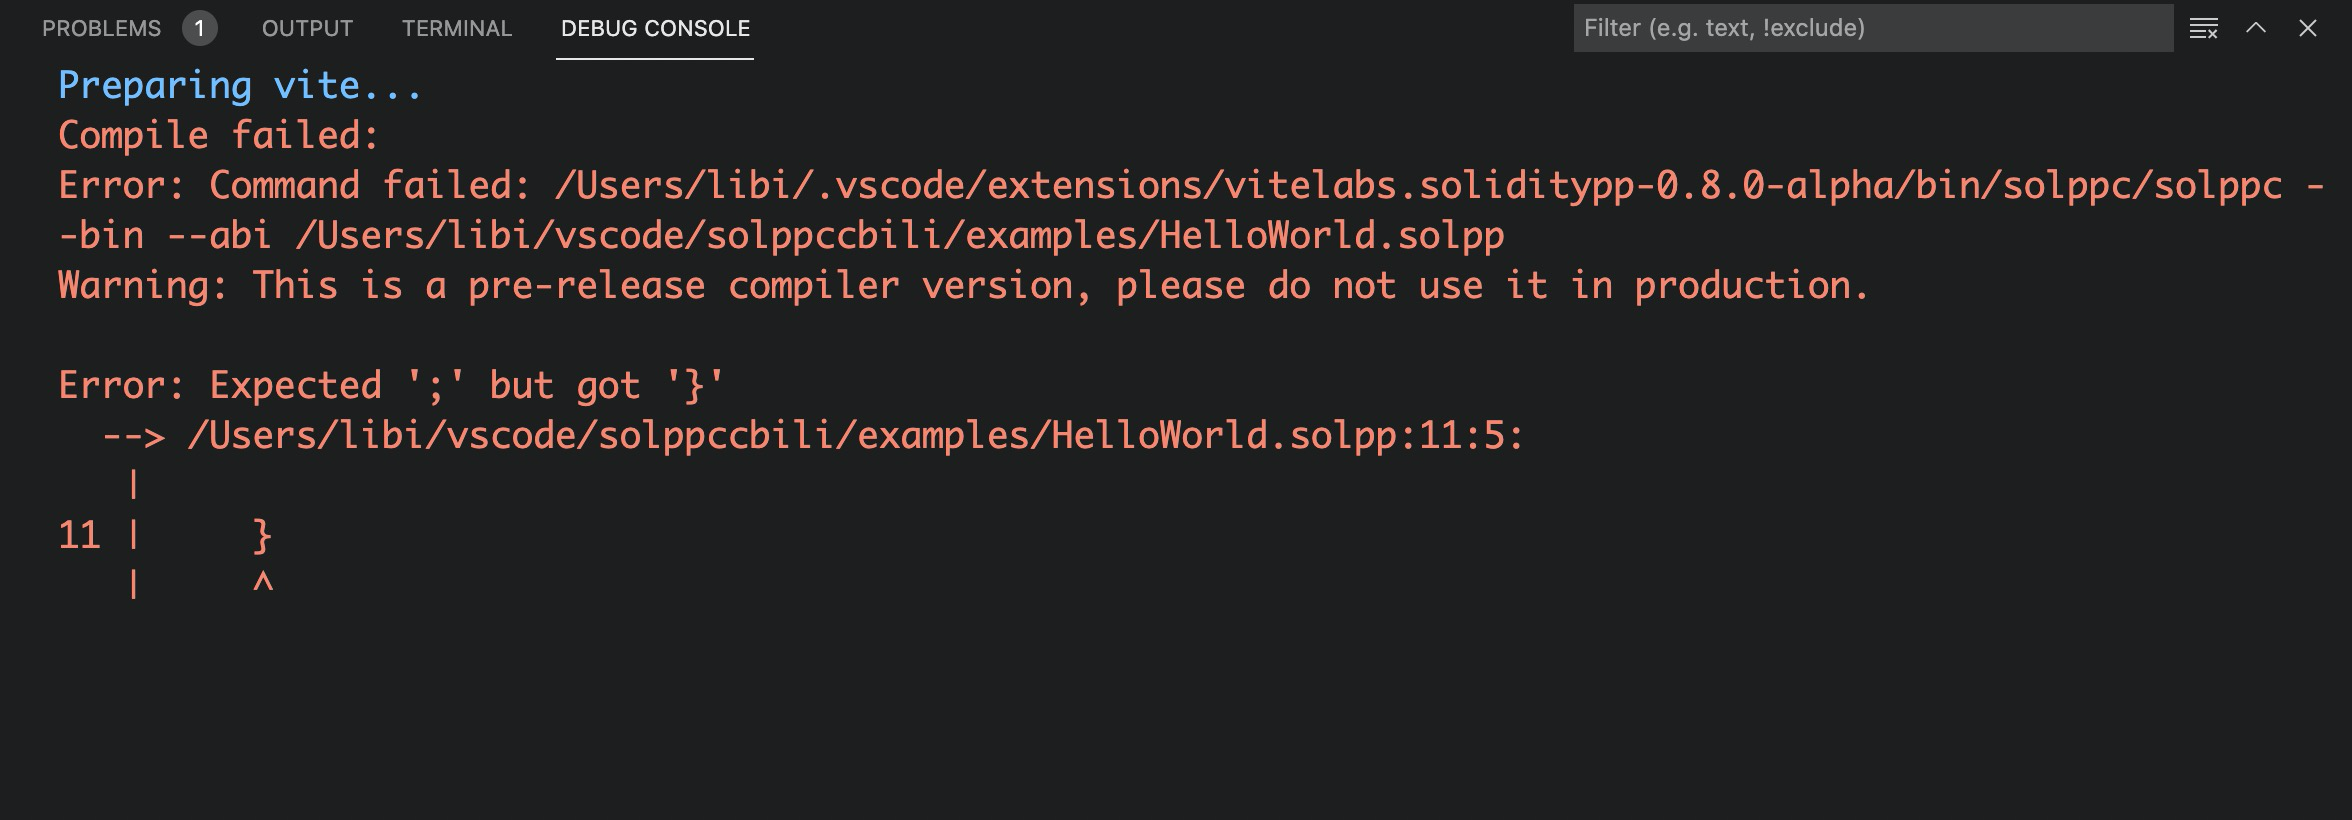 PROBLEMS 1 OUTPUT TERMINAL DEBUG CONSOLE Filter (e.g. text, !exclude)
Preparing vite...
Compile failed:
Error: Command failed: /Users/libi/.vscode/extensions/vitelabs.soliditypp-0.8.0-alpha/bin/solppc/solppc -
-bin --abi /Users/libi/vscode/solppccbili/examples/HelloWorld.solpp
Warning: This is a pre-release compiler version, please do not use it in production.
Error: Expected ';' but got '}'
--> /Users/libi/vscode/solppccbili/examples/HelloWorld.solpp:11:5:
|
11 | }
| ^